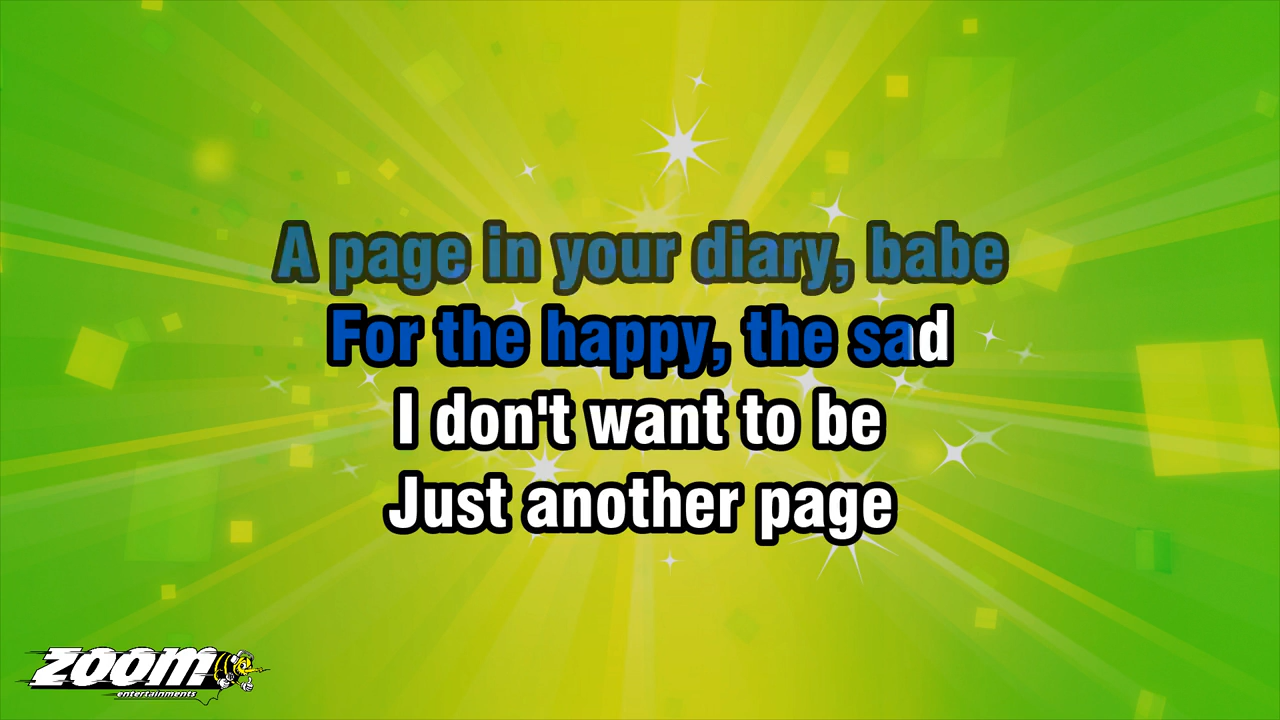 A page in your diary, babe
For the happy, the sad
I don't want to be
Just another page
zoom
entertainments